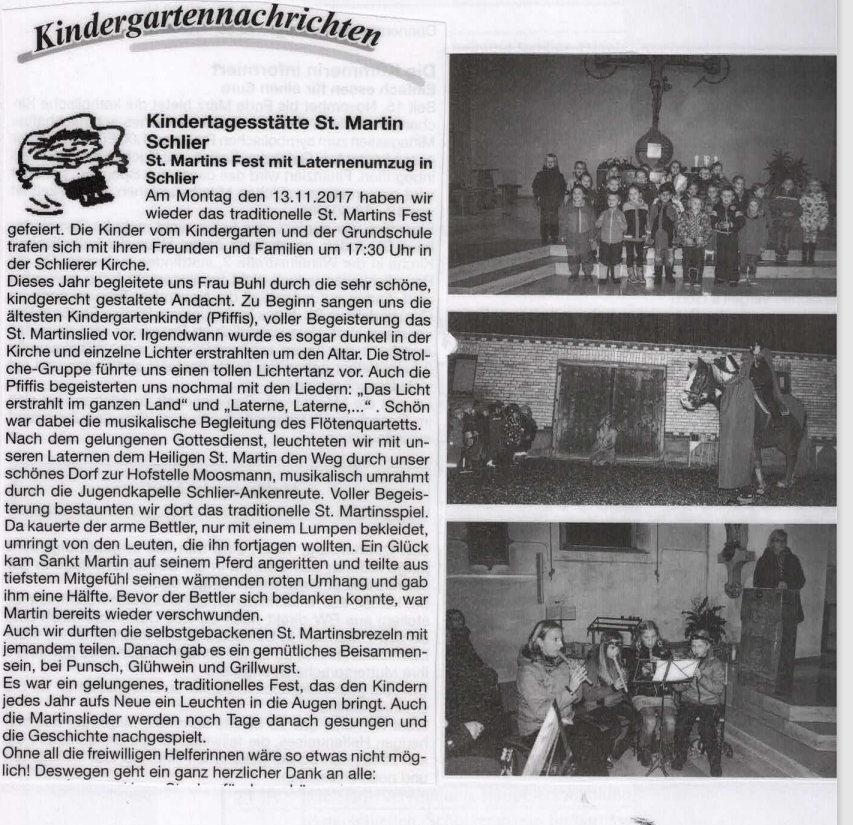 Kindergartennachrichten
Kindertagesstätte St. Martin
Schlier
St. Martins Fest mit Laternenumzug in
Schlier
Am Montag den 13.11.2017 haben wir
wieder das traditionelle St. Martins Fest
gefeiert. Die Kinder vom Kindergarten und der Grundschule
trafen sich mit ihren Freunden und Familien um 17:30 Uhr in
der Schlierer Kirche.
Dieses Jahr begleitete uns Frau Buhl durch die sehr schöne,
kindgerecht gestaltete Andacht. Zu Beginn sangen uns die
ältesten Kindergartenkinder (Pfiffis), voller Begeisterung das
St. Martinslied vor. Irgendwann wurde es sogar dunkel in der
Kirche und einzelne Lichter erstrahlten um den Altar. Die Strol-
che-Gruppe führte uns einen tollen Lichtertanz vor. Auch die
Pfiffis begeisterten uns nochmal mit den Liedern: „Das Licht
erstrahlt im ganzen Land“ und „Laterne, Laterne,...“ . Schön
war dabei die musikalische Begleitung des Flötenquartetts.
Nach dem gelungenen Gottesdienst, leuchteten wir mit un-
seren Laternen dem Heiligen St. Martin den Weg durch unser
schönes Dorf zur Hofstelle Moosmann, musikalisch umrahmt
durch die Jugendkapelle Schlier-Ankenreute. Voller Begeis-
terung bestaunten wir dort das traditionelle St. Martinsspiel.
Da kauerte der arme Bettler, nur mit einem Lumpen bekleidet,
umringt von den Leuten, die ihn fortjagen wollten. Ein Glück
kam Sankt Martin auf seinem Pferd angeritten und teilte aus
tiefstem Mitgefühl seinen wärmenden roten Umhang und gab
ihm eine Hälfte. Bevor der Bettler sich bedanken konnte, war
Martin bereits wieder verschwunden.
Auch wir durften die selbstgebackenen St. Martinsbrezeln mit
jemandem teilen. Danach gab es ein gemütliches Beisammen-
sein, bei Punsch, Glühwein und Grillwurst.
Es war ein gelungenes, traditionelles Fest, das den Kindern
jedes Jahr aufs Neue ein Leuchten in die Augen bringt. Auch
die Martinslieder werden noch Tage danach gesungen und
die Geschichte nachgespielt.
Ohne all die freiwilligen Helferinnen wäre so etwas nicht mög-
lich! Deswegen geht ein ganz herzlicher Dank an alle: